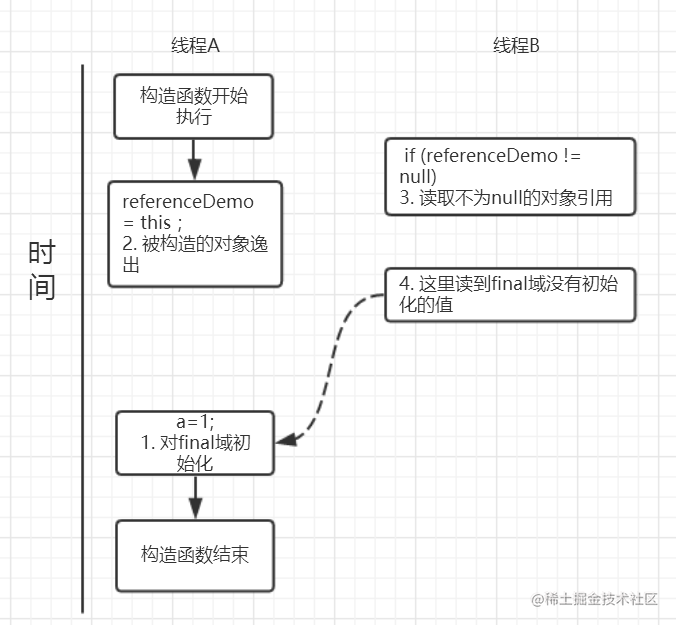 线程A
线程B
构造函数开始
执行
if (referenceDemo !=
null)
3. 读取不为null的对象引用
referenceDemo
= this ;
2. 被构造的对象逸
出
时
间
4. 这里读到final域没有初始
化的值
a=1;
1. 对final域初
始化
构造函数结束
@稀土掘金技术社区